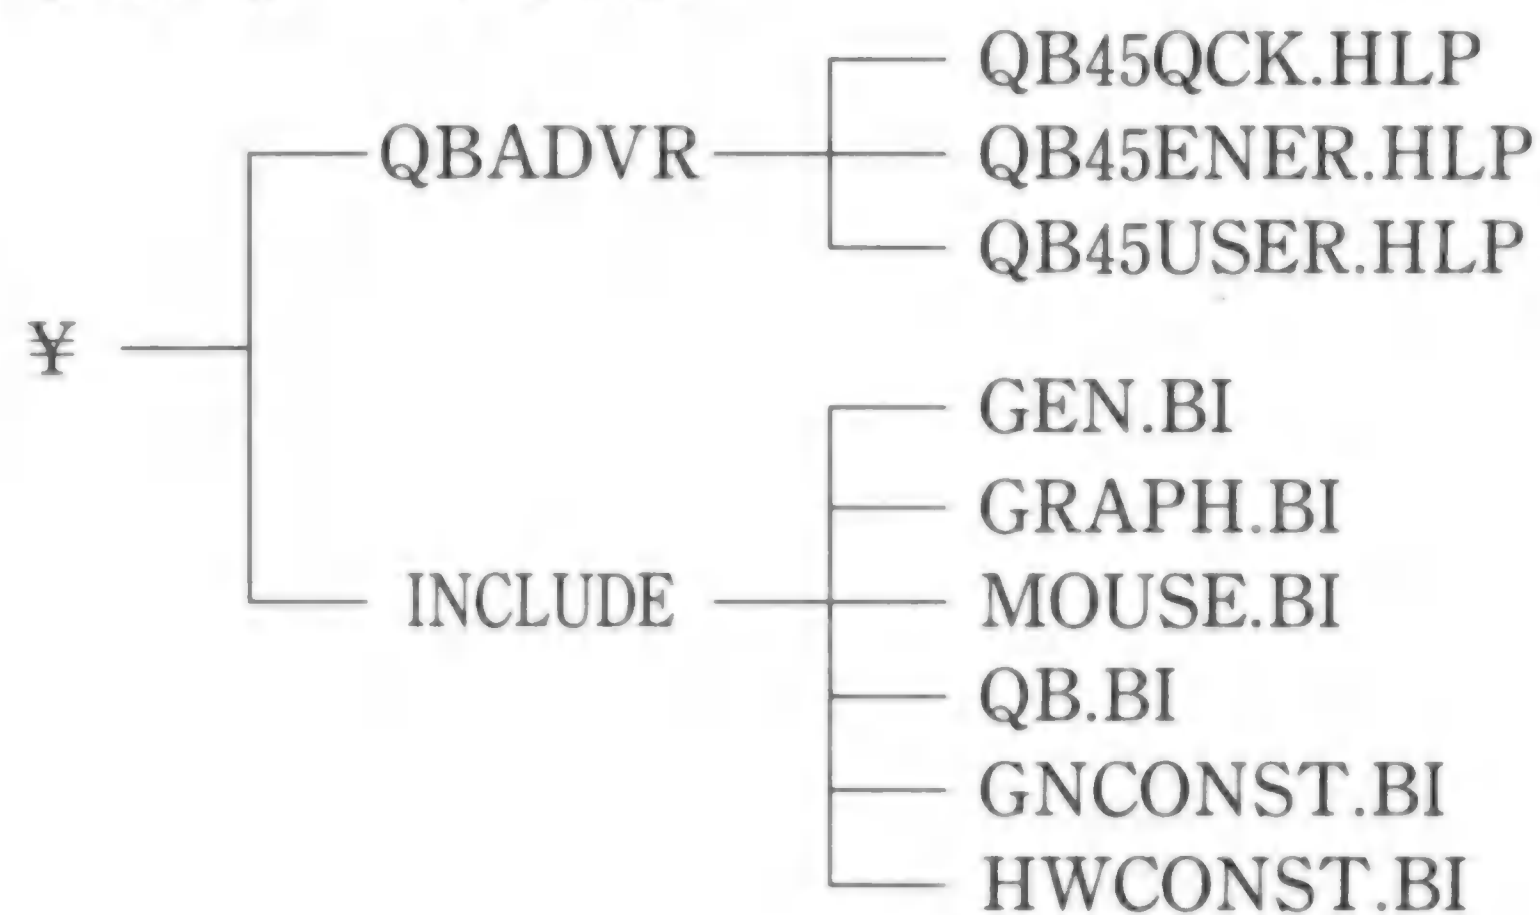 QB45QCK.HLP
QBADVR
QB45ENER.HLP
QB45USER.HLP
¥
GEN.BI
GRAPH.BI
INCLUDE
MOUSE.BI
QB.BI
GNCONST.BI
HWCONST.BI